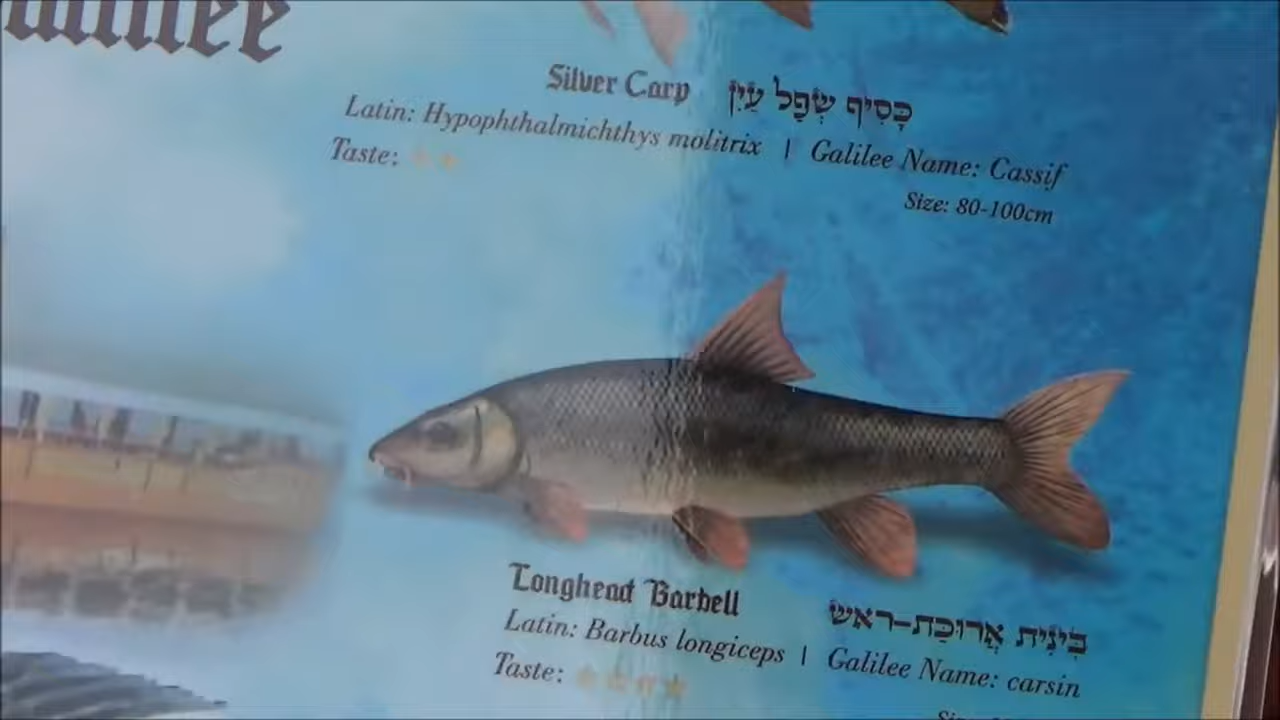 Silver Carp כָּסִיף שְׂפַל עַיִן
Latin: Hypophthalmichthys molitrix | Galilee Name: Cassif
Taste:
Size: 80-100cm
Longhead Barbell בִּינִית אֲרוּכַּת-רֹאשׁ
Latin: Barbus longiceps | Galilee Name: carsin
Taste: